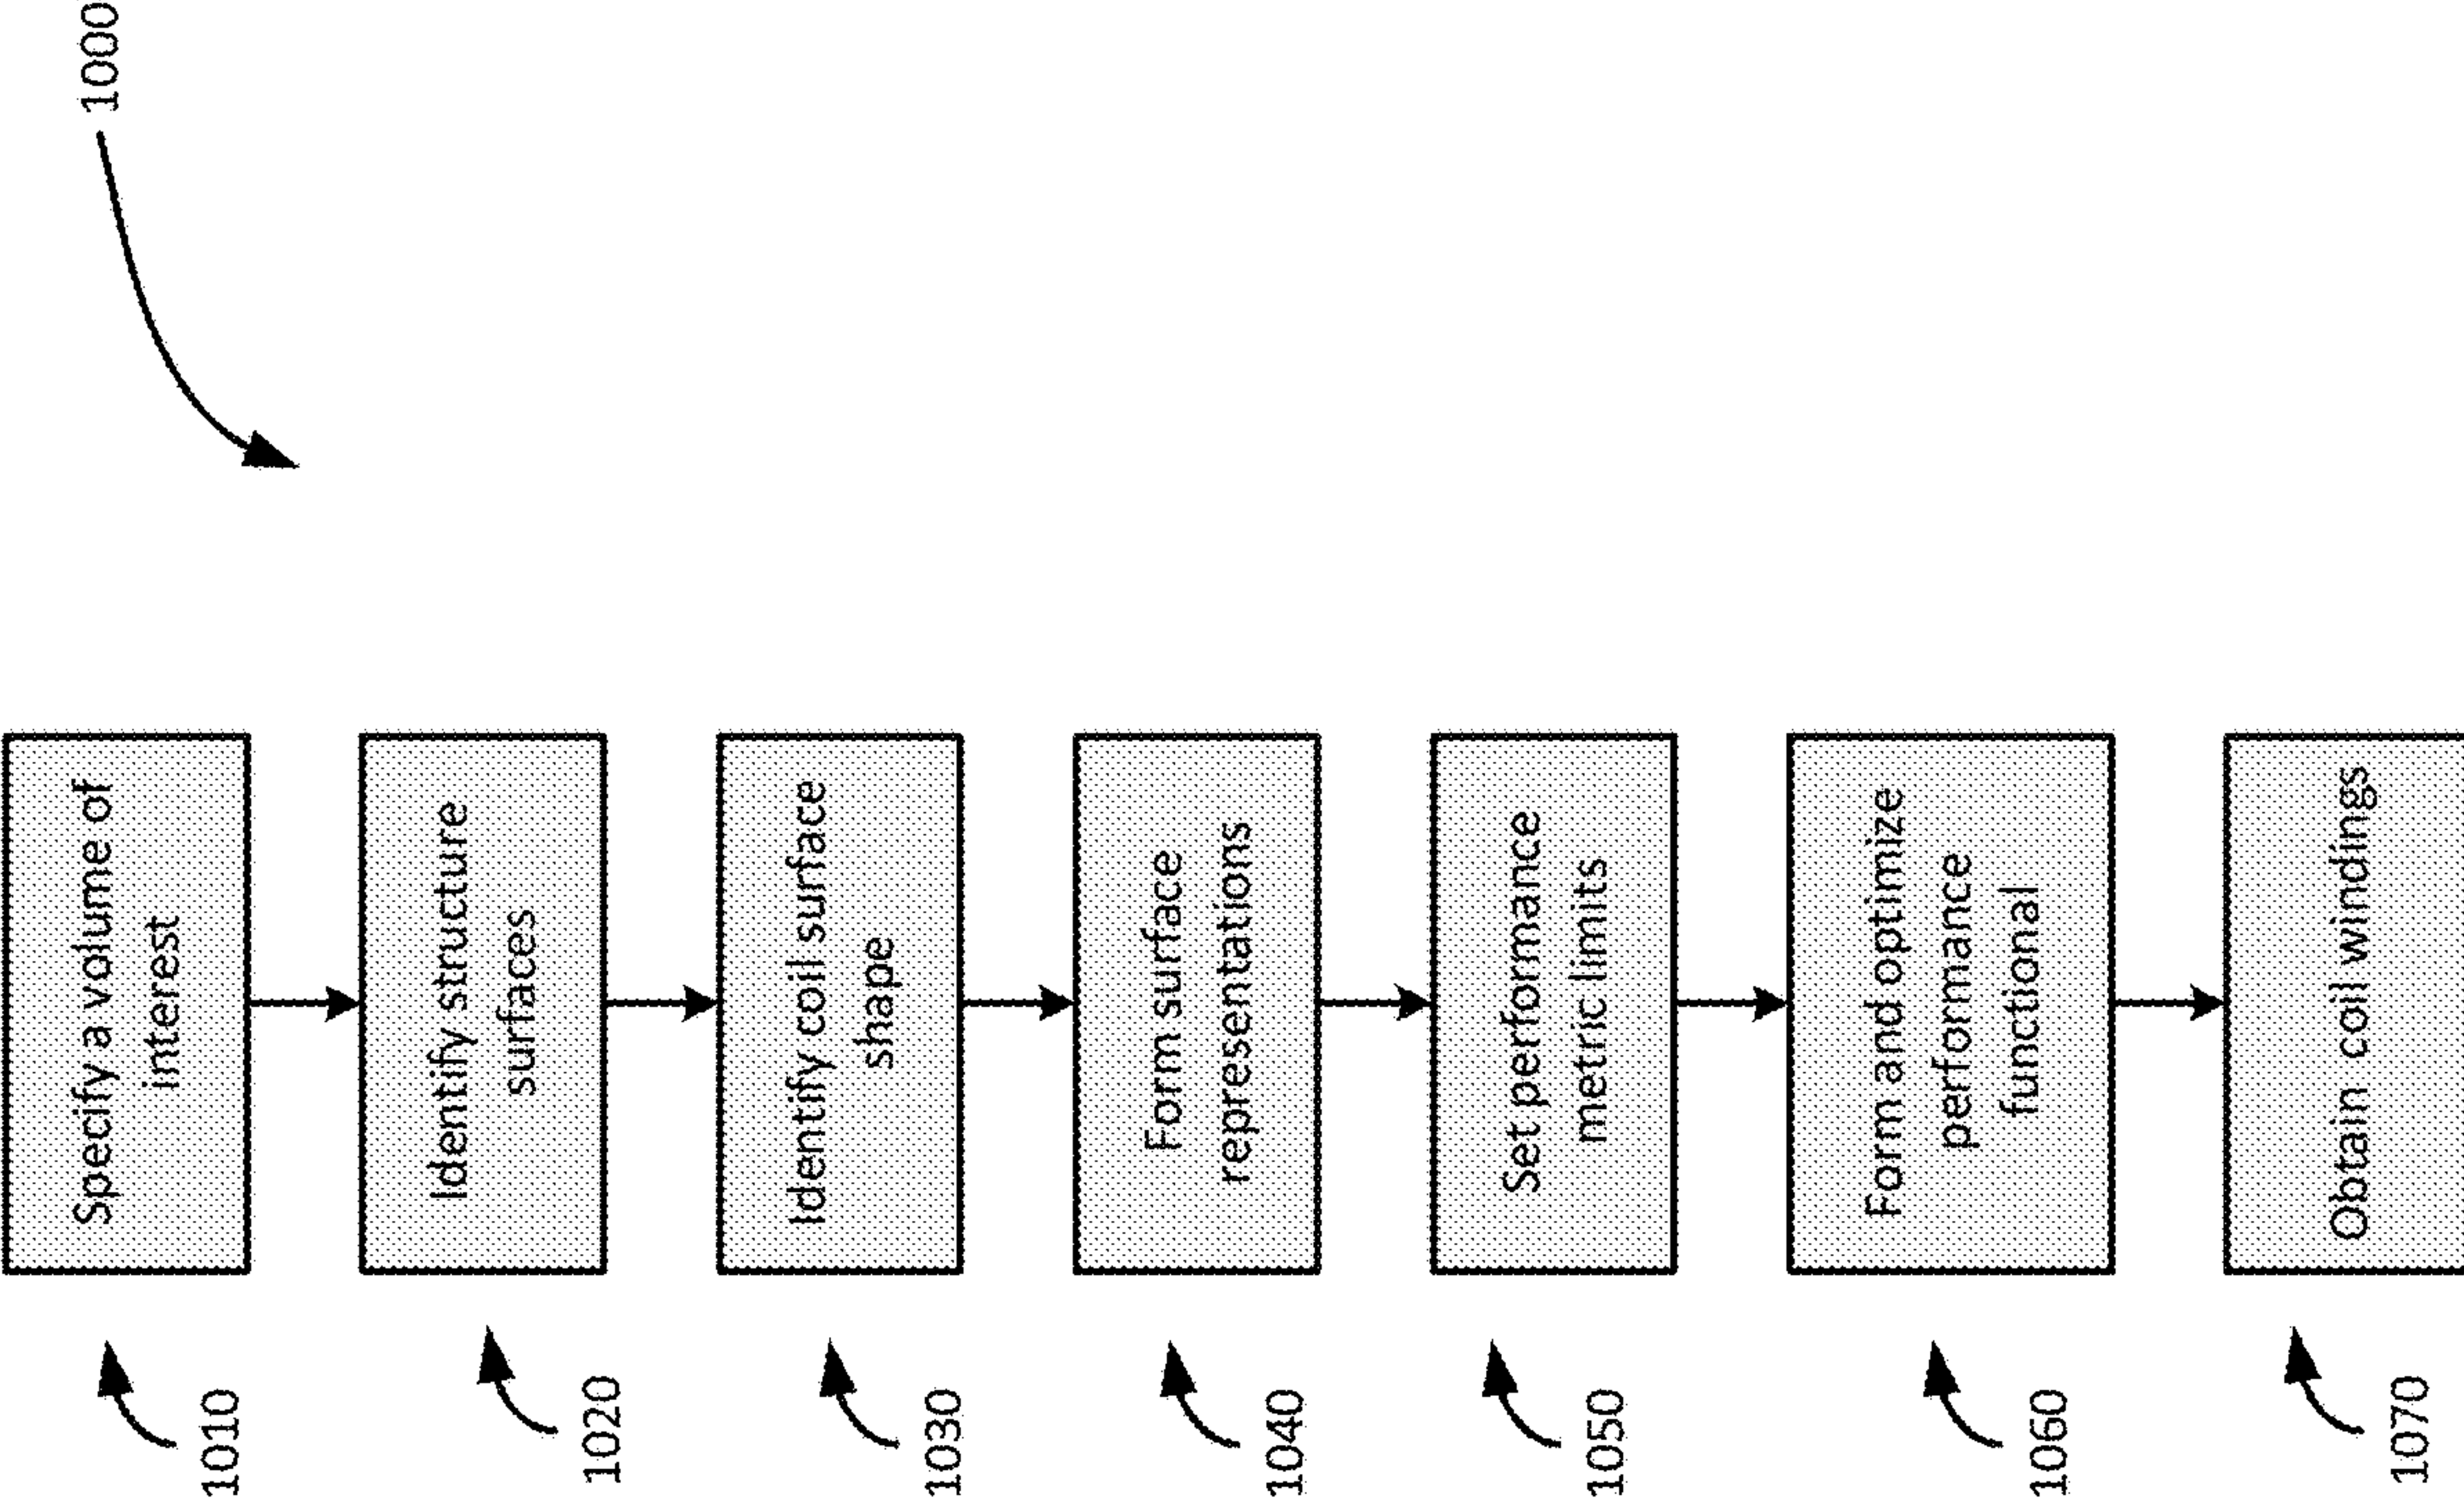 1000
1010
Specify a volume of
interest
1020
Identify structure
surfaces
1030
Identify coil surface
shape
1040
Form surface
representations
1050
Set performance
metric limits
1060
Form and optimize
performance
functional
1070
Obtain coil windings